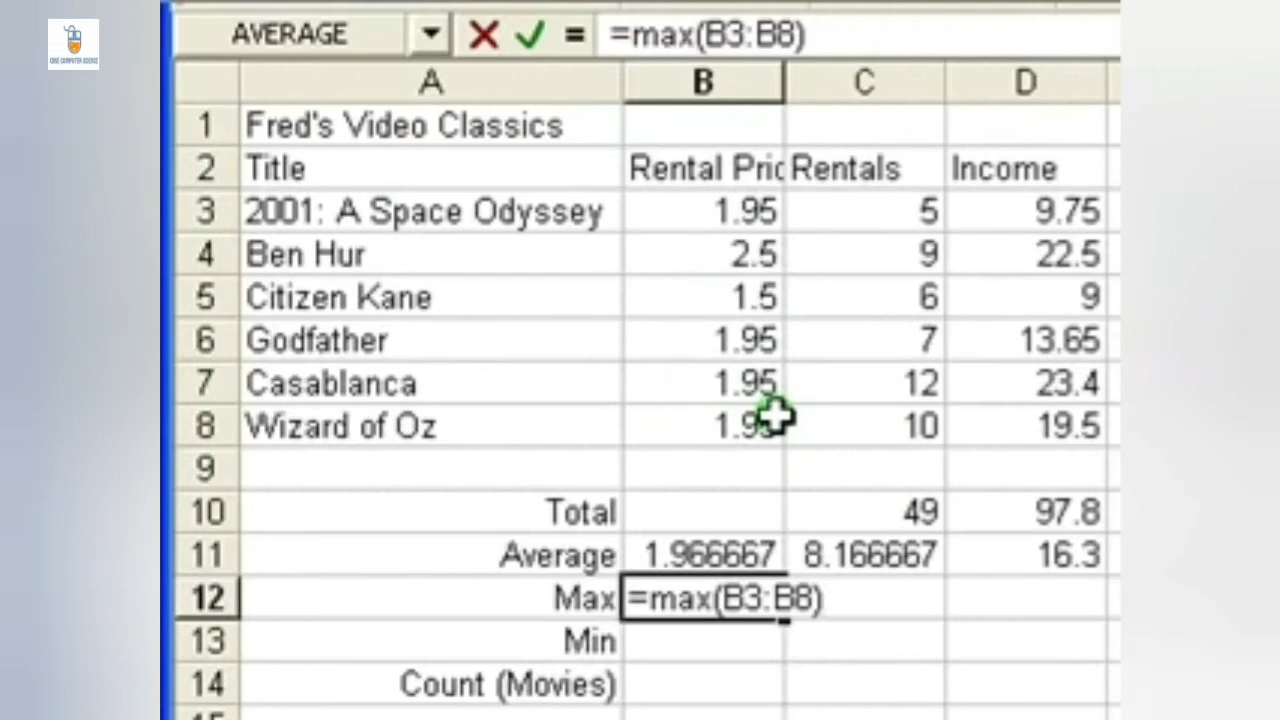 AVERAGE = =max(B3:B8)
A B C D
1 Fred's Video Classics
2 Title Rental Pric Rentals Income
3 2001: A Space Odyssey 1.95 5 9.75
4 Ben Hur 2.5 9 22.5
5 Citizen Kane 1.5 6 9
6 Godfather 1.95 7 13.65
7 Casablanca 1.95 12 23.4
8 Wizard of Oz 10 19.5
9
10 Total 49 97.8
11 Average 1.966667 8.166667 16.3
12 Max =max(B3:B8)
13 Min
14 Count (Movies)